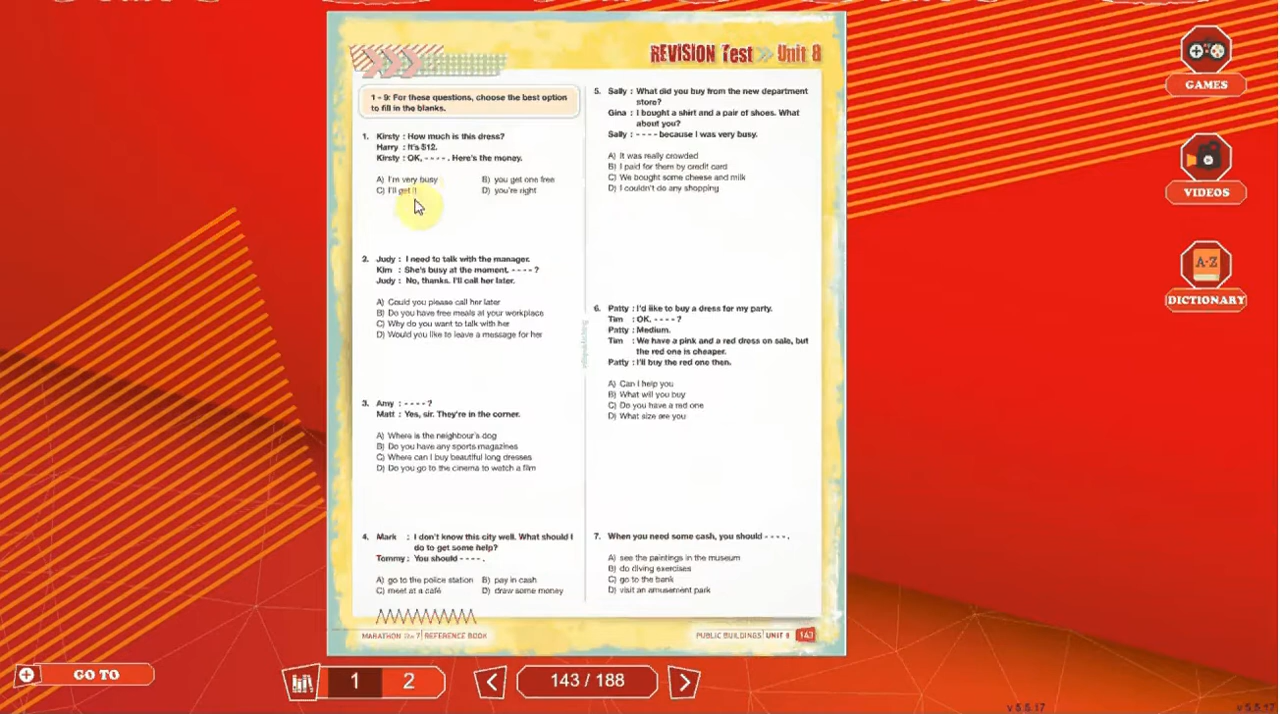 REVISION Test >> Unit 8
1 - 9: For these questions, choose the best option
to fill in the blanks.
1. Kirsty : How much is this dress?
Harry : It's $12.
Kirsty : OK, - - - - . Here's the money.
A) I'm very busy B) you get one free
C) I'll get it D) you're right
2. Judy : I need to talk with the manager.
Kim : She's busy at the moment. - - - - ?
Judy : No, thanks. I'll call her later.
A) Could you please call her later
B) Do you have free meals at your workplace
C) Why do you want to talk with her
D) Would you like to leave a message for her
3. Amy : - - - - ?
Matt : Yes, sir. They're in the corner.
A) Where is the neighbour's dog
B) Do you have any sports magazines
C) Where can I buy beautiful long dresses
D) Do you go to the cinema to watch a film
4. Mark : I don't know this city well. What should I
do to get some help?
Tommy : You should - - - - .
A) go to the police station B) pay in cash
C) meet at a café D) draw some money
5. Sally : What did you buy from the new department
store?
Gina : I bought a shirt and a pair of shoes. What
about you?
Sally : - - - - because I was very busy.
A) It was really crowded
B) I paid for them by credit card
C) We bought some cheese and milk
D) I couldn't do any shopping
6. Patty : I'd like to buy a dress for my party.
Tim : OK. - - - - ?
Patty : Medium.
Tim : We have a pink and a red dress on sale, but
the red one is cheaper.
Patty : I'll buy the red one then.
A) Can I help you
B) What will you buy
C) Do you have a red one
D) What size are you
7. When you need some cash, you should - - - - .
A) see the paintings in the museum
B) do diving exercises
C) go to the bank
D) visit an amusement park
MARATHON 7 REFERENCE BOOK
PUBLIC BUILDINGS UNIT 8 143
GAMES
VIDEOS
A-Z
DICTIONARY
GO TO
1 2
143 / 188
v 5.5.17
v 5.5.17